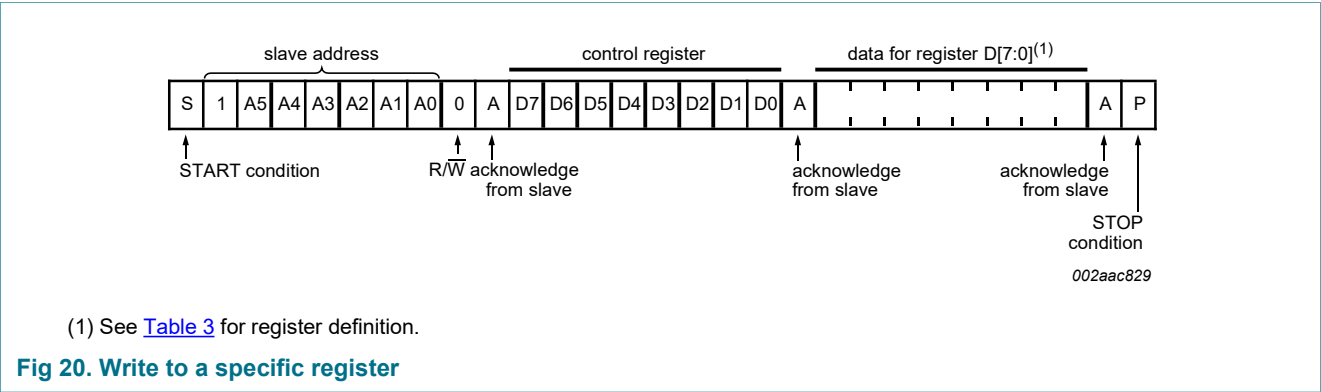 slave address control register data for register D[7:0](1)
S 1 A5 A4 A3 A2 A1 A0 0 A D7 D6 D5 D4 D3 D2 D1 D0 A A P
START condition R/W acknowledge from slave acknowledge from slave acknowledge from slave
STOP condition
002aac829
(1) See Table 3 for register definition.
Fig 20. Write to a specific register